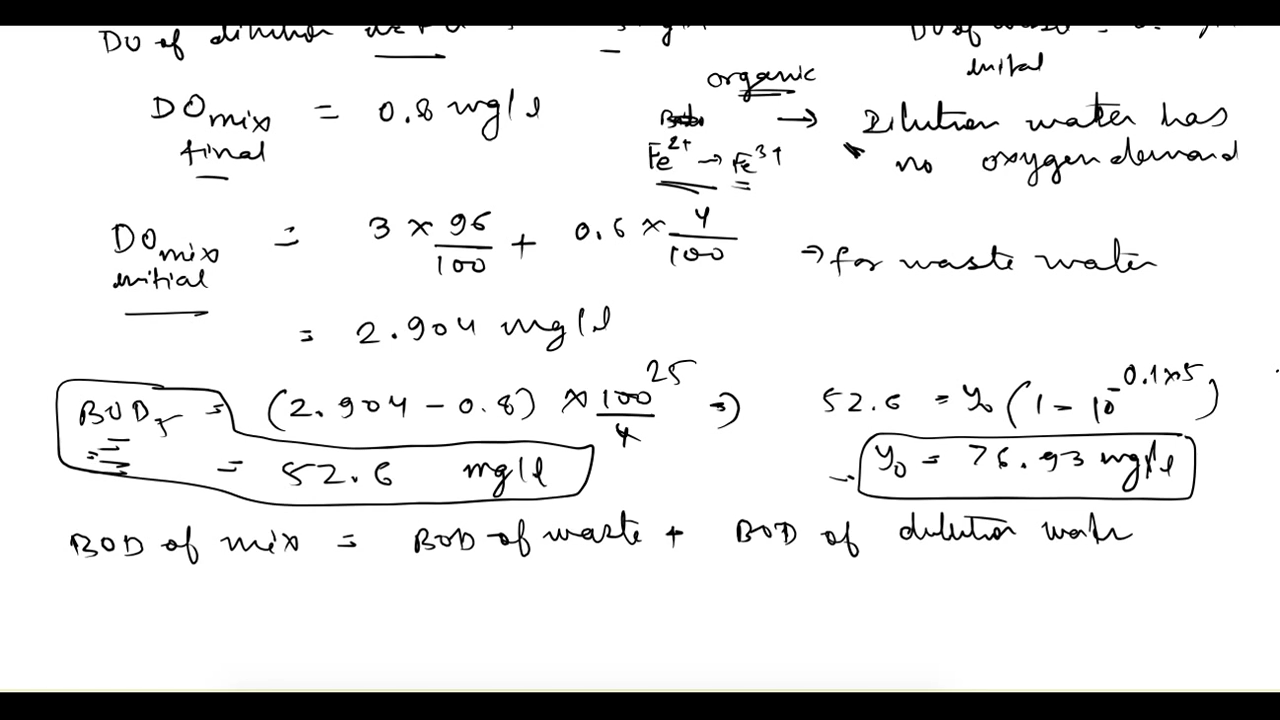 DO of dilution
DO mix = 0.8 mg/l
final
organic
Fe²⁺ → Fe³⁺
→ Dilution water has
no oxygen demand
DO mix = 3 × 96/100 + 0.6 × 4/100
initial
→ for waste water
= 2.904 mg/l
BOD₅ = (2.904 - 0.8) × 100/4 25 ⇒ 52.6 = y₀ (1 - 10^-0.1×5)
= 52.6 mg/l
y₀ = 76.93 mg/l
BOD of mix = BOD of waste + BOD of dilution water